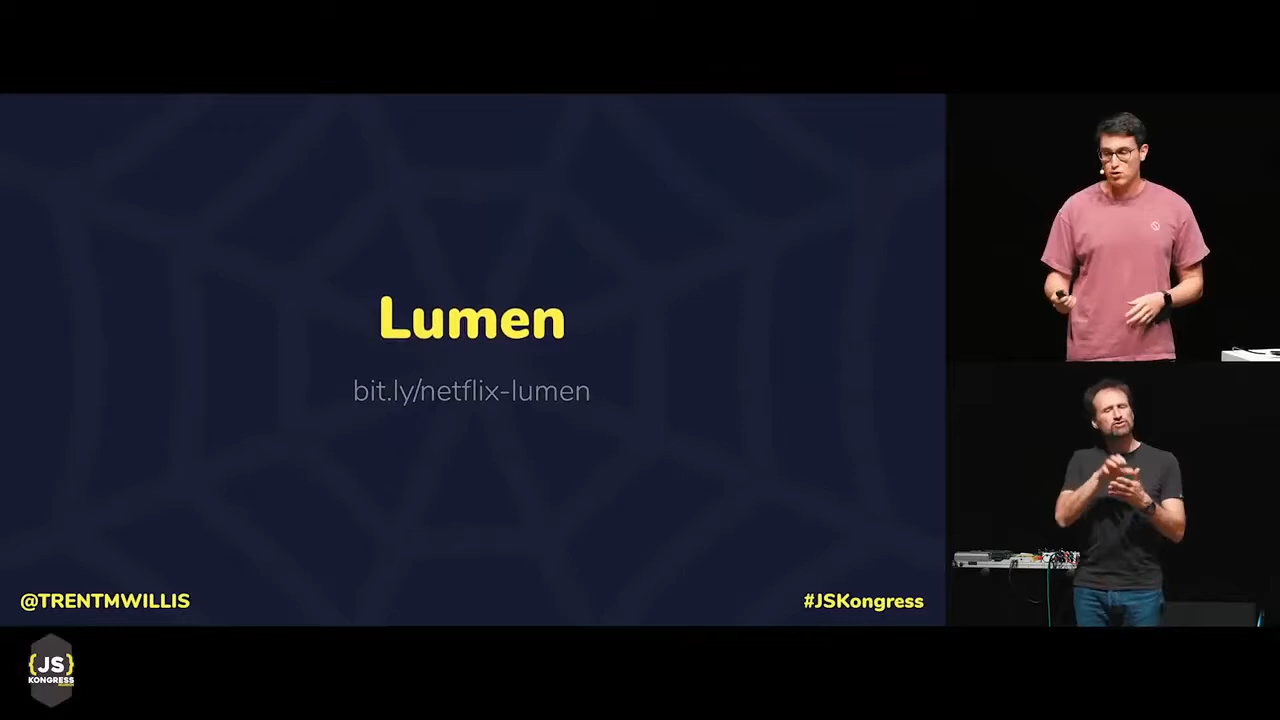 Lumen
bit.ly/netflix-lumen
@TRENTMWILLIS
#JSKongress
{JS}
KONGRESS